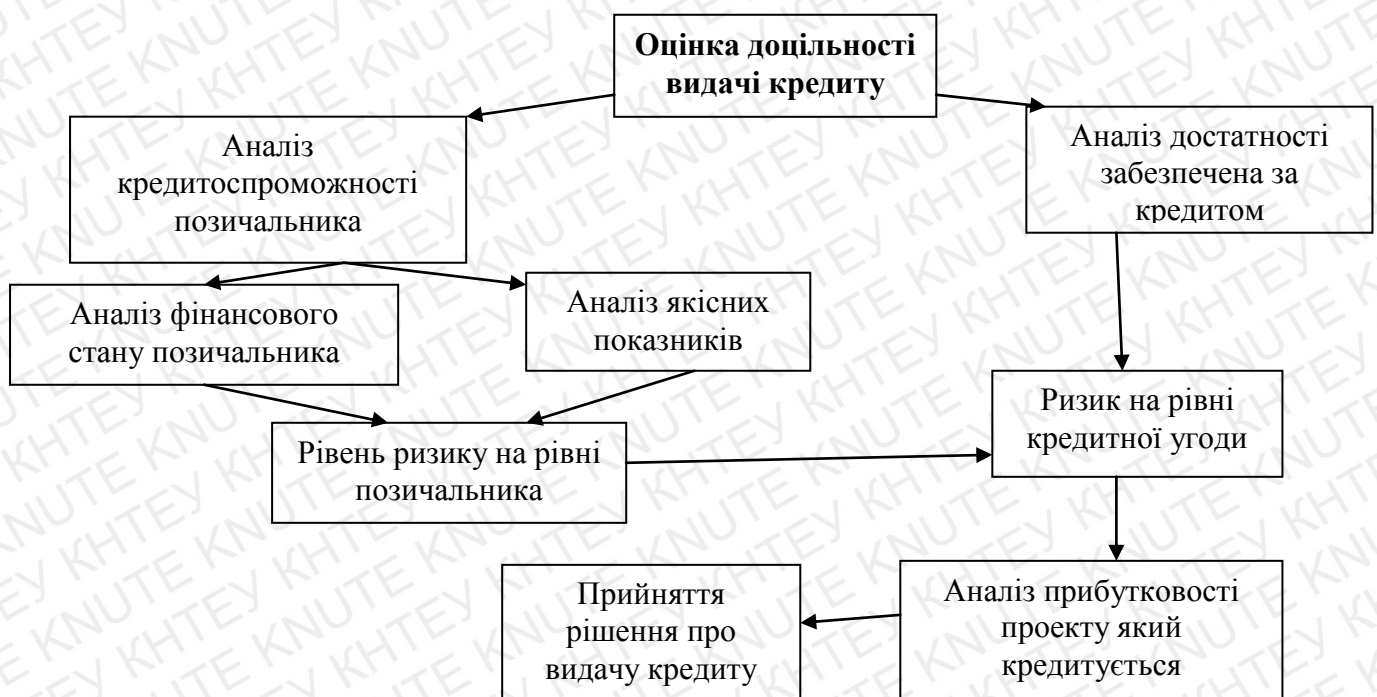 Оцінка доцільності
видачі кредиту
Аналіз
кредитоспроможності
позичальника
Аналіз достатності
забезпечена за
кредитом
Аналіз фінансового
стану позичальника
Аналіз якісних
показників
Рівень ризику на рівні
позичальника
Ризик на рівні
кредитної угоди
Прийняття
рішення про
видачу кредиту
Аналіз прибутковості
проекту який
кредитується
KNUTE КНТЕУ